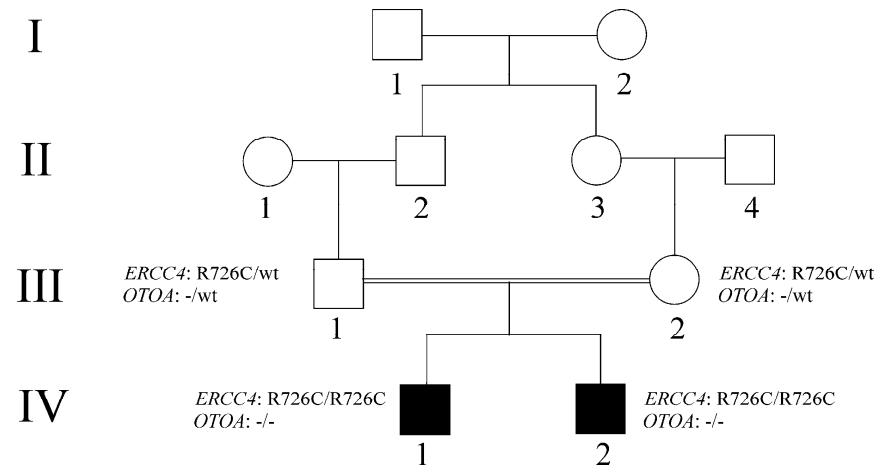 I
1
2
II
1
2
3
4
III
ERCC4: R726C/wt
OTOA: -/wt
1
2
ERCC4: R726C/wt
OTOA: -/wt
IV
ERCC4: R726C/R726C
OTOA: -/-
1
2
ERCC4: R726C/R726C
OTOA: -/-